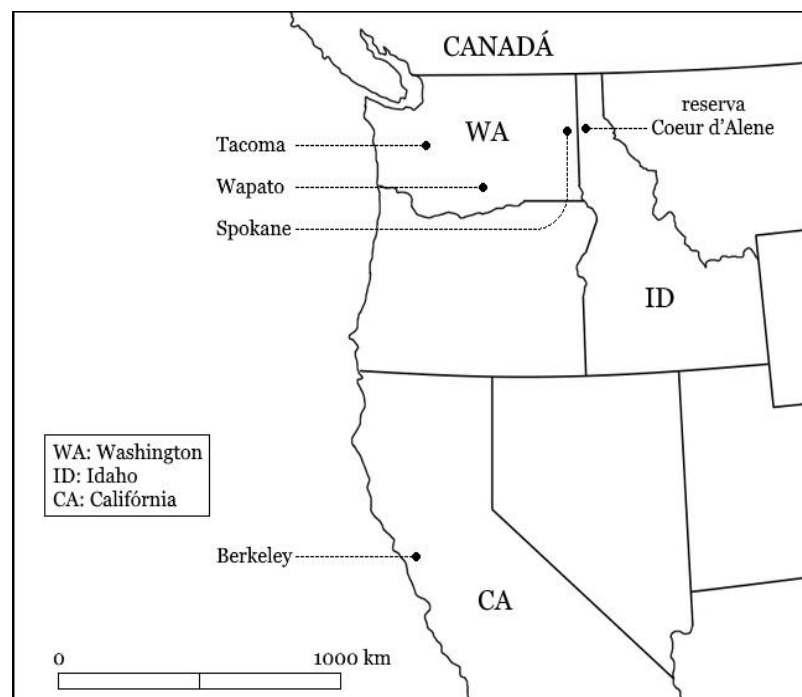 CANADÁ
reserva
Coeur d’Alene
WA
Tacoma
Wapato
Spokane
ID
WA: Washington
ID: Idaho
CA: Califórnia
Berkeley
CA
0 1000 km